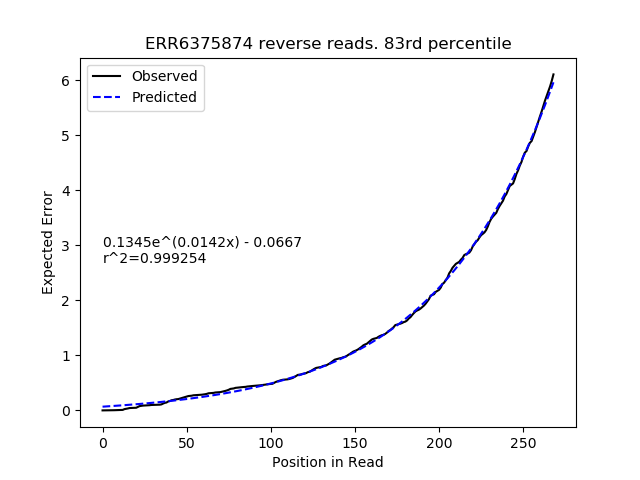 ERR6375874 reverse reads. 83rd percentile
Observed
Predicted
6
5
4
3
2
1
0
Expected Error
0.1345e^(0.0142x) - 0.0667
r^2=0.999254
0 50 100 150 200 250
Position in Read